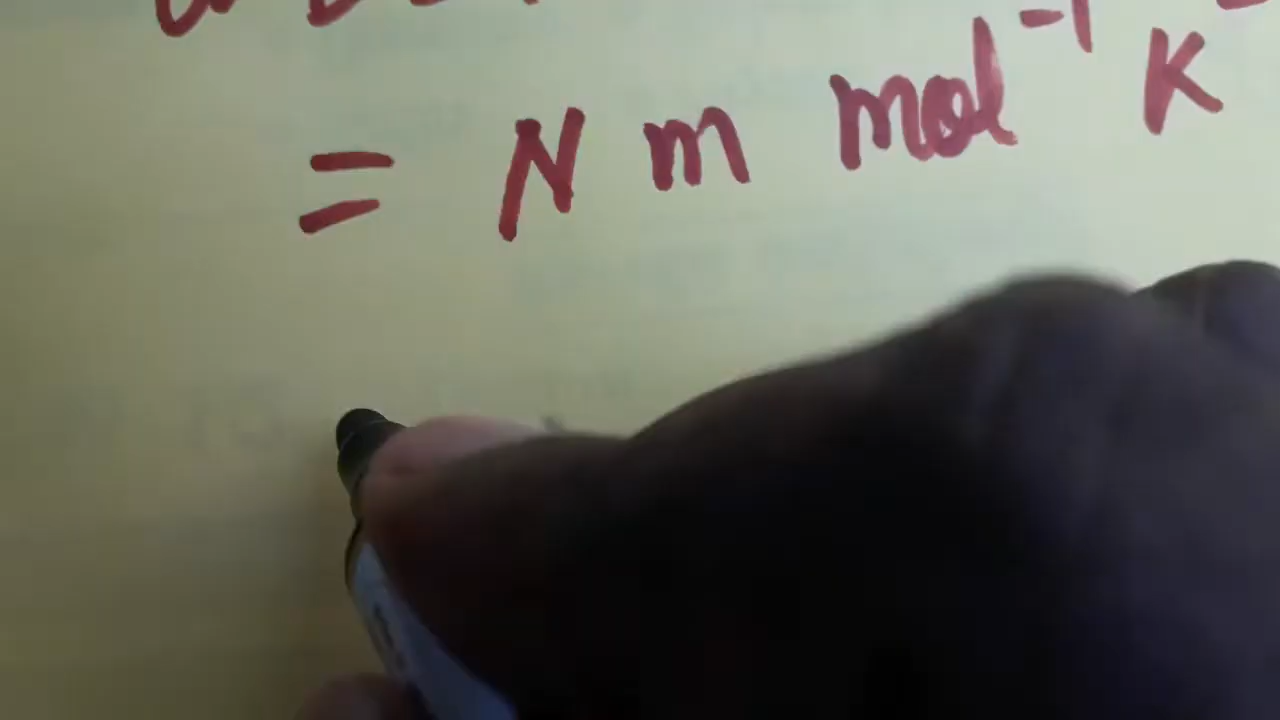 = N m mol⁻¹ K⁻